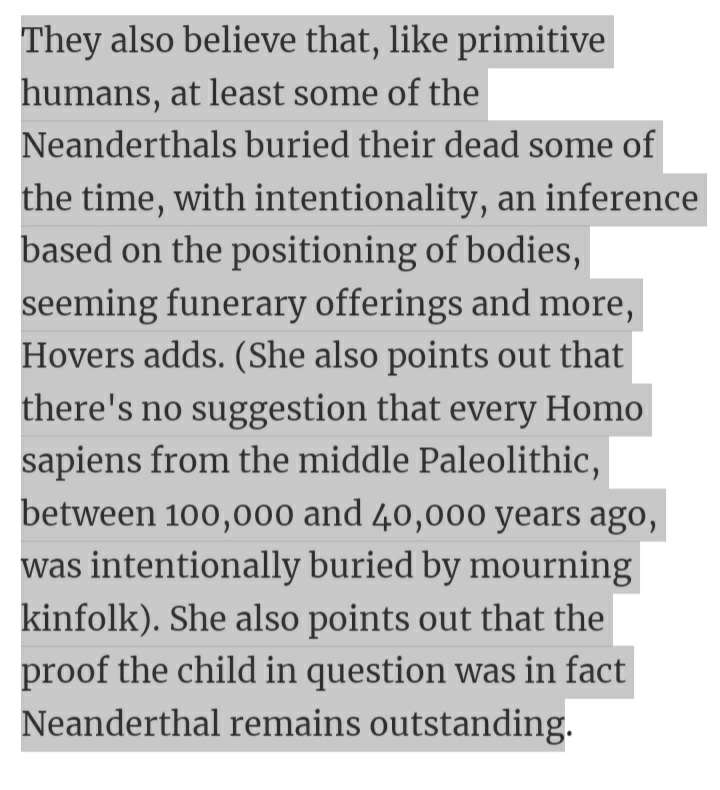 They also believe that, like primitive
humans, at least some of the
Neanderthals buried their dead some of
the time, with intentionality, an inference
based on the positioning of bodies,
seeming funerary offerings and more,
Hovers adds. (She also points out that
there's no suggestion that every Homo
sapiens from the middle Paleolithic,
between 100,000 and 40,000 years ago,
was intentionally buried by mourning
kinfolk). She also points out that the
proof the child in question was in fact
Neanderthal remains outstanding.